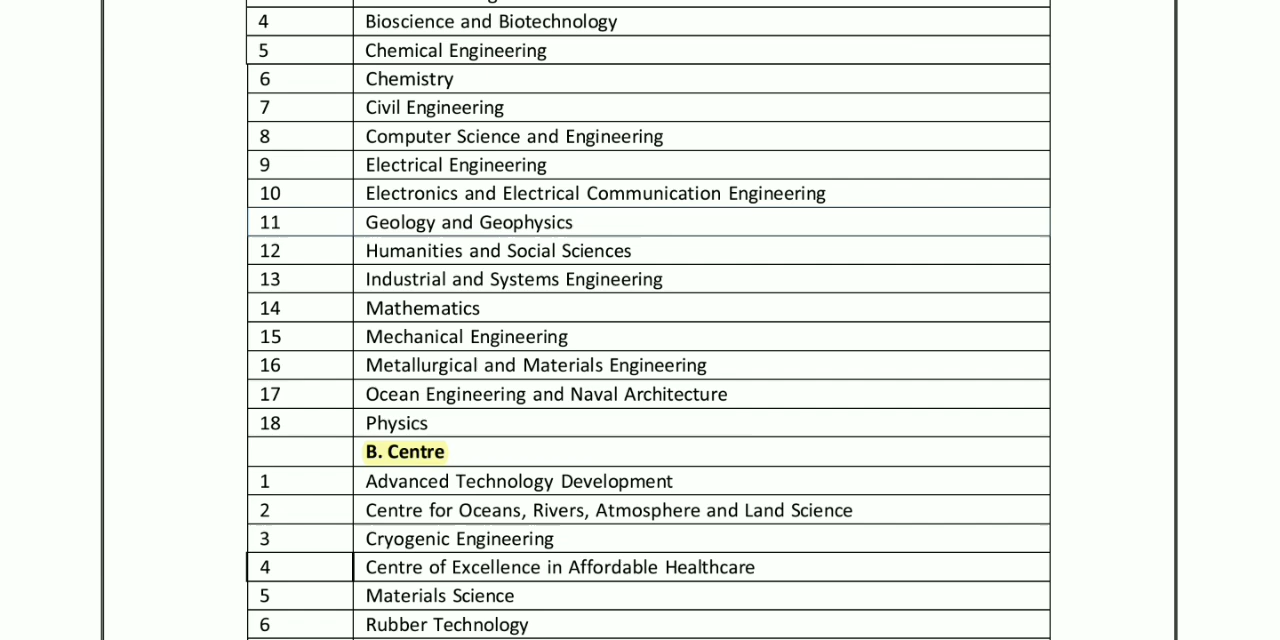 4 Bioscience and Biotechnology
5 Chemical Engineering
6 Chemistry
7 Civil Engineering
8 Computer Science and Engineering
9 Electrical Engineering
10 Electronics and Electrical Communication Engineering
11 Geology and Geophysics
12 Humanities and Social Sciences
13 Industrial and Systems Engineering
14 Mathematics
15 Mechanical Engineering
16 Metallurgical and Materials Engineering
17 Ocean Engineering and Naval Architecture
18 Physics
B. Centre
1 Advanced Technology Development
2 Centre for Oceans, Rivers, Atmosphere and Land Science
3 Cryogenic Engineering
4 Centre of Excellence in Affordable Healthcare
5 Materials Science
6 Rubber Technology